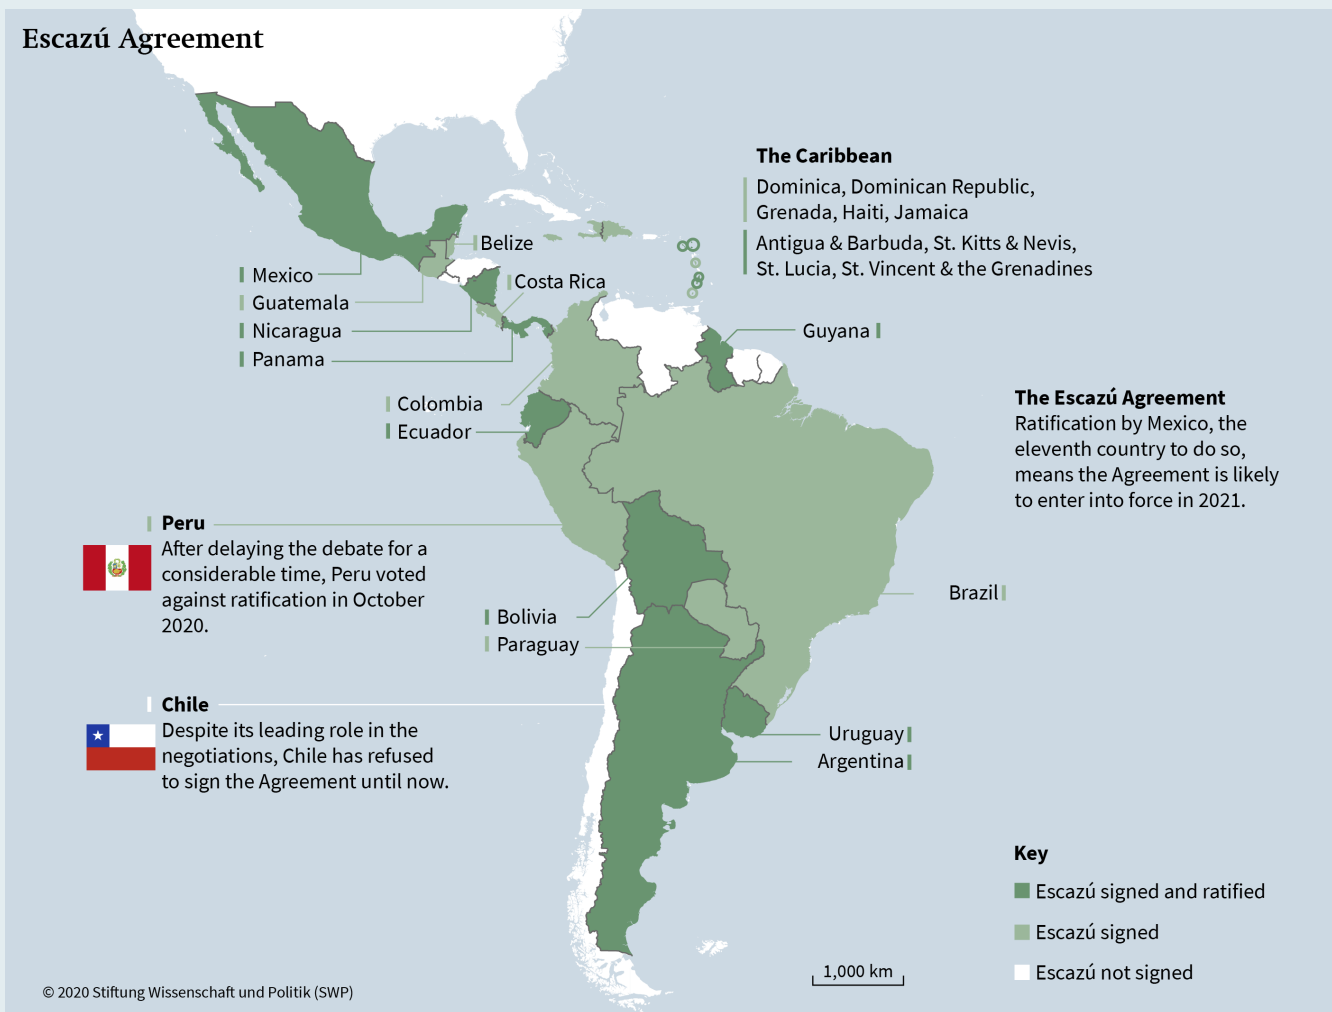 Escazú Agreement
The Caribbean
Dominica, Dominican Republic,
Grenada, Haiti, Jamaica
Antigua & Barbuda, St. Kitts & Nevis,
St. Lucia, St. Vincent & the Grenadines
Belize
Mexico
Costa Rica
Guatemala
Nicaragua
Panama
Guyana
Colombia
Ecuador
The Escazú Agreement
Ratification by Mexico, the
eleventh country to do so,
means the Agreement is likely
to enter into force in 2021.
Peru
After delaying the debate for a
considerable time, Peru voted
against ratification in October
2020.
Brazil
Bolivia
Paraguay
Chile
Despite its leading role in the
negotiations, Chile has refused
to sign the Agreement until now.
Uruguay
Argentina
Key
Escazú signed and ratified
Escazú signed
Escazú not signed
1,000 km
© 2020 Stiftung Wissenschaft und Politik (SWP)